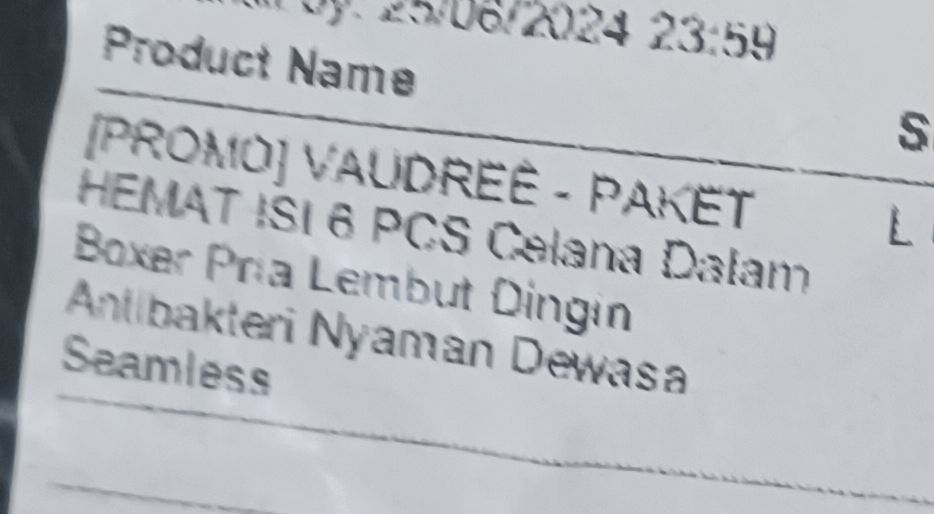 25/06/2024 23:59
Product Name
S
[PROMO] VAUDREE - PAKET
L
HEMAT ISI 6 PCS Celana Dalam
Boxer Pria Lembut Dingin
Antibakteri Nyaman Dewasa
Seamless